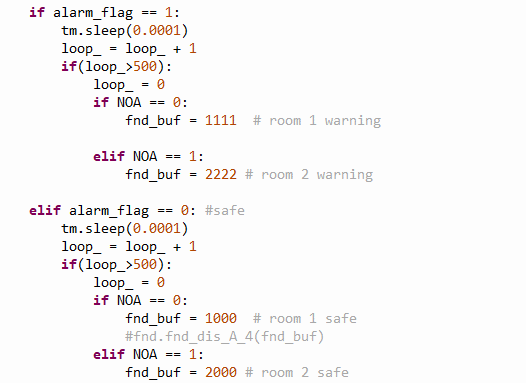 if alarm_flag == 1:
    tm.sleep(0.0001)
    loop_ = loop_ + 1
    if(loop_>500):
        loop_ = 0
        if NOA == 0:
            fnd_buf = 1111  # room 1 warning

        elif NOA == 1:
            fnd_buf = 2222 # room 2 warning

elif alarm_flag == 0: #safe
    tm.sleep(0.0001)
    loop_ = loop_ + 1
    if(loop_>500):
        loop_ = 0
        if NOA == 0:
            fnd_buf = 1000  # room 1 safe
            #fnd.fnd_dis_A_4(fnd_buf)
        elif NOA == 1:
            fnd_buf = 2000 # room 2 safe